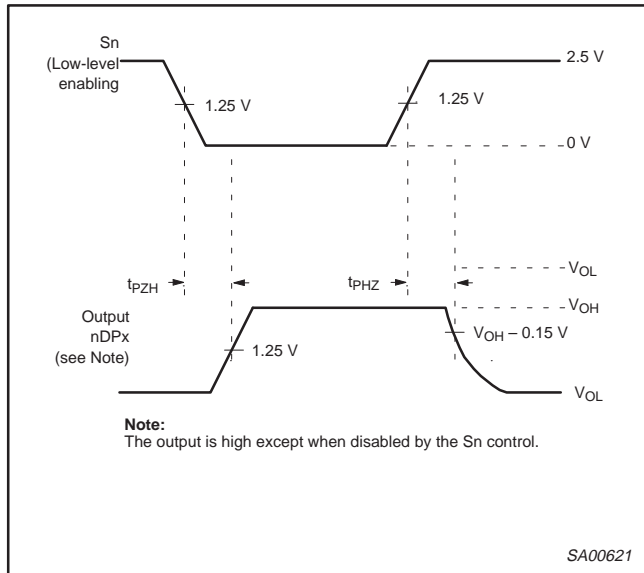 Sn
(Low-level
enabling
2.5 V
1.25 V
1.25 V
0 V
VOL
tPZH
tPHZ
VOH
Output
nDPx
(see Note)
VOH – 0.15 V
1.25 V
VOL
Note:
The output is high except when disabled by the Sn control.
SA00621